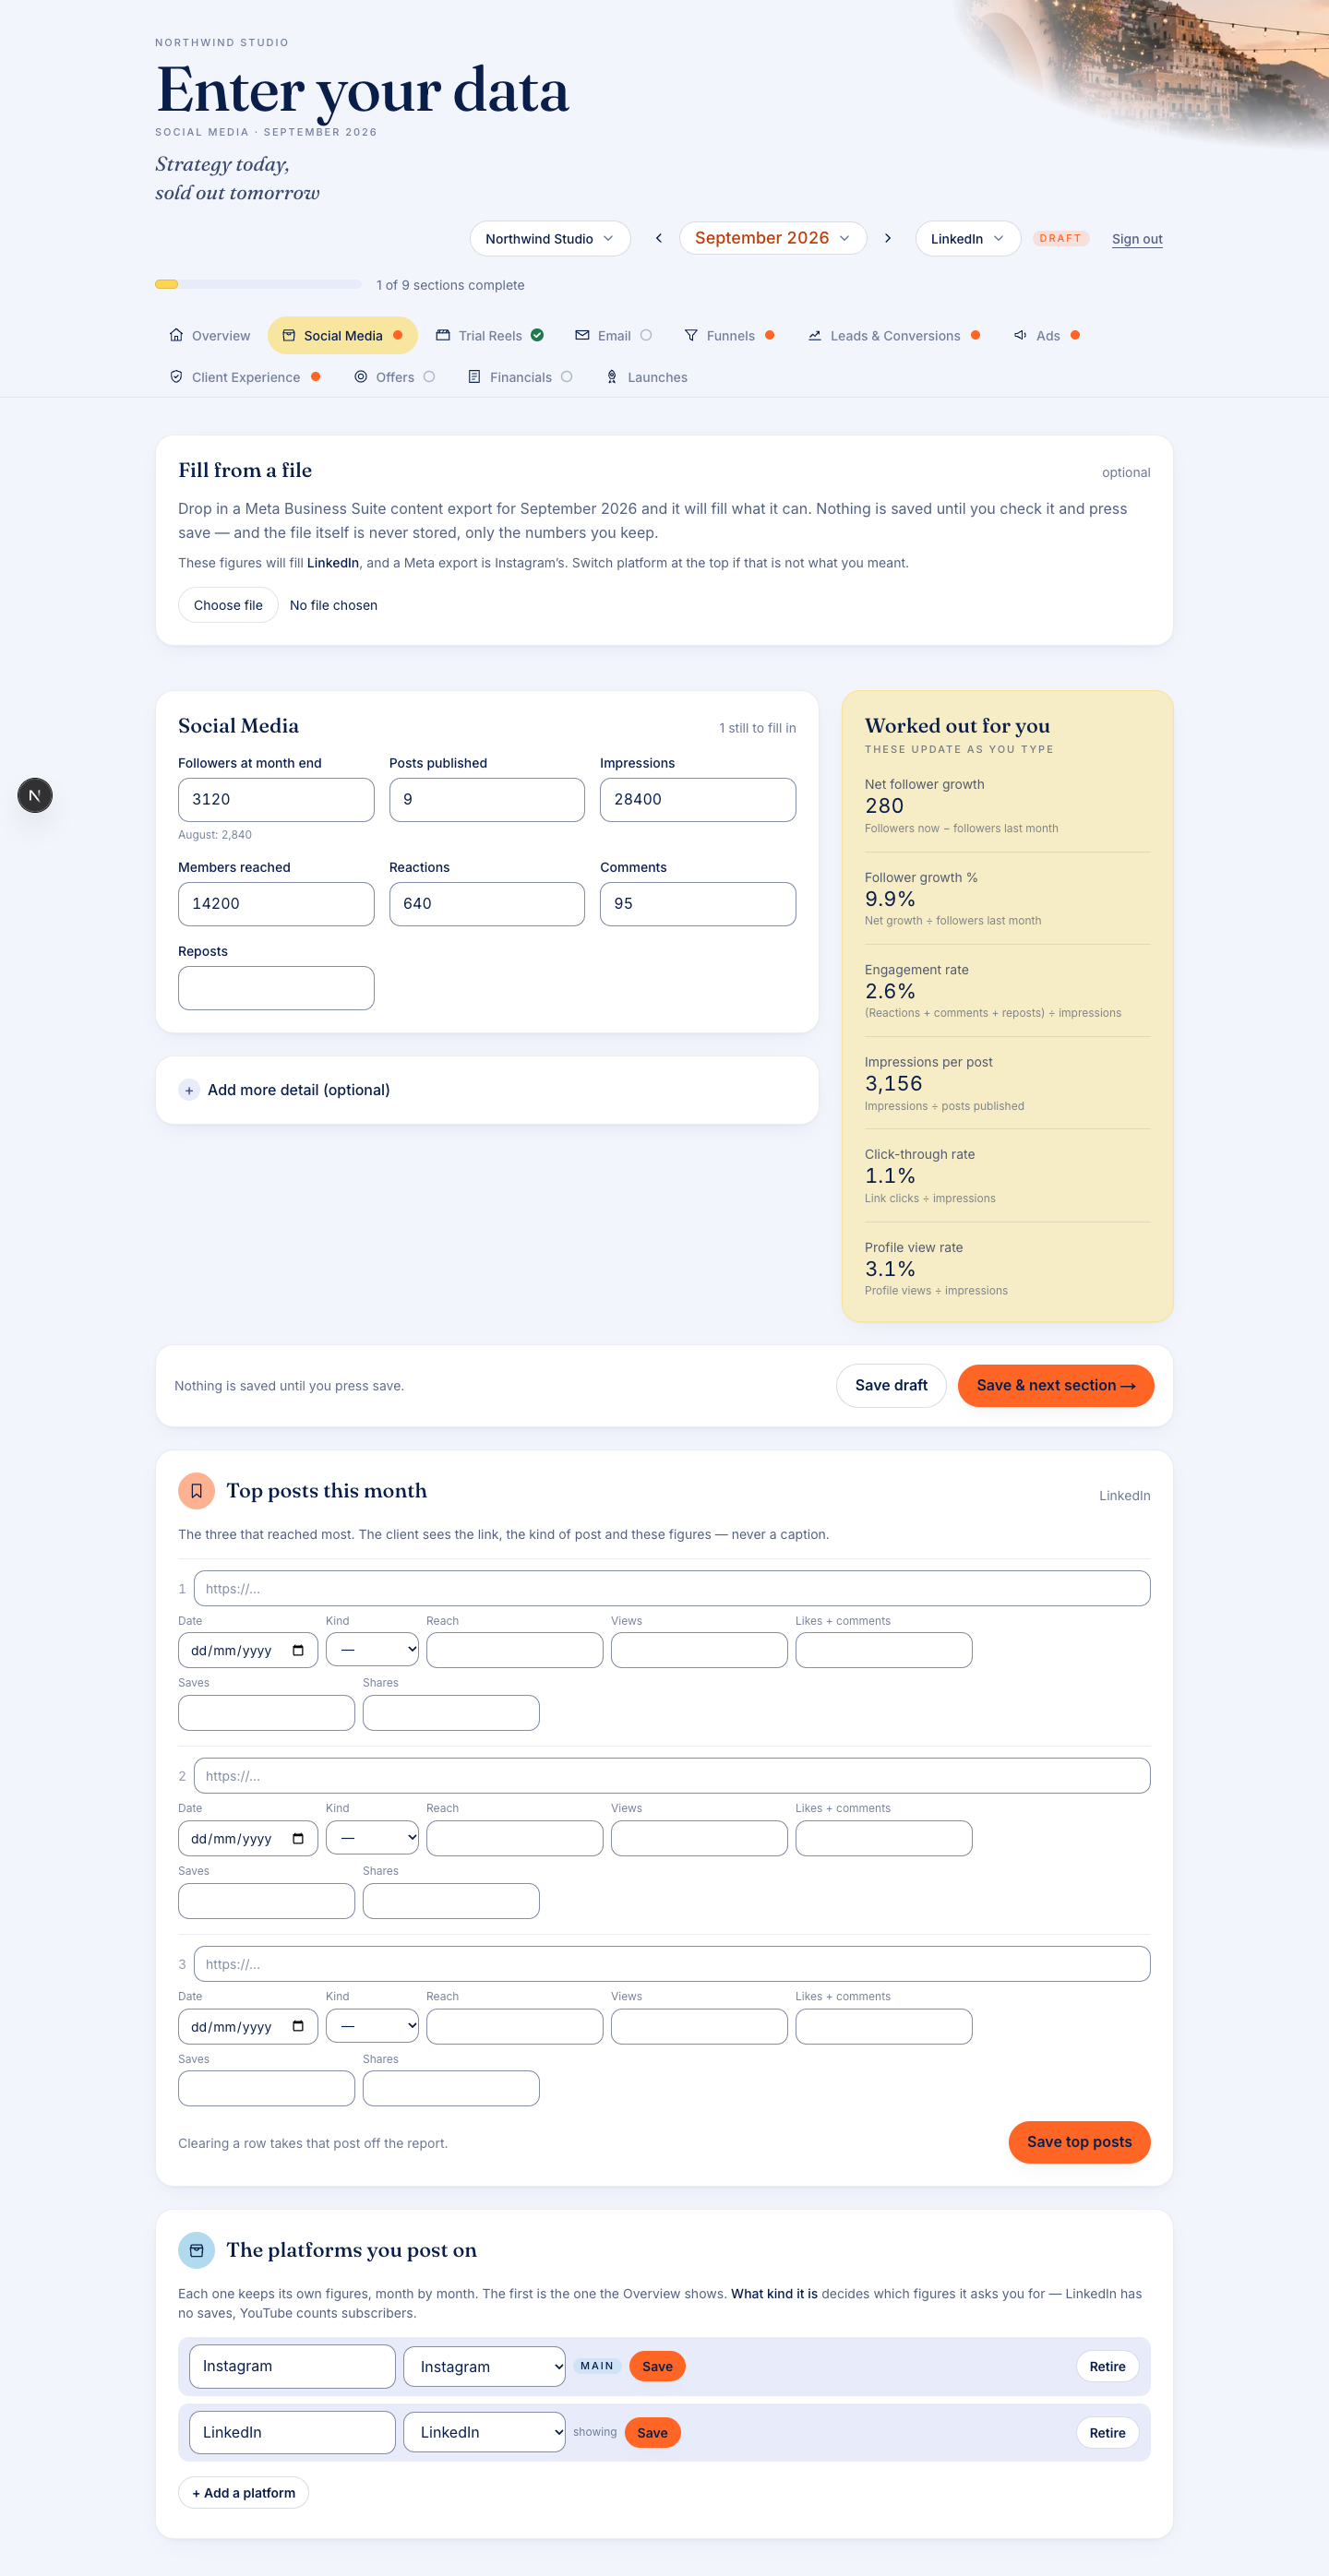 NORTHWIND STUDIO
Enter your data
SOCIAL MEDIA · SEPTEMBER 2026
Strategy today,
sold out tomorrow
Northwind Studio
September 2026
LinkedIn
DRAFT
Sign out
1 of 9 sections complete
Overview
Social Media
Trial Reels
Email
Funnels
Leads & Conversions
Ads
Client Experience
Offers
Financials
Launches
Fill from a file
optional
Drop in a Meta Business Suite content export for September 2026 and it will fill what it can. Nothing is saved until you check it and press
save — and the file itself is never stored, only the numbers you keep.
These figures will fill LinkedIn, and a Meta export is Instagram’s. Switch platform at the top if that is not what you meant.
Choose file
No file chosen
Social Media
1 still to fill in
Followers at month end
Posts published
Impressions
3120
9
28400
August: 2,840
Members reached
Reactions
Comments
14200
640
95
Reposts
+ Add more detail (optional)
N
Worked out for you
THESE UPDATE AS YOU TYPE
Net follower growth
280
Followers now − followers last month
Follower growth %
9.9%
Net growth ÷ followers last month
Engagement rate
2.6%
(Reactions + comments + reposts) ÷ impressions
Impressions per post
3,156
Impressions ÷ posts published
Click-through rate
1.1%
Link clicks ÷ impressions
Profile view rate
3.1%
Profile views ÷ impressions
Nothing is saved until you press save.
Save draft
Save & next section →
Top posts this month
LinkedIn
The three that reached most. The client sees the link, the kind of post and these figures — never a caption.
1 https://...
Date Kind Reach Views Likes + comments
dd/mm/yyyy —
Saves Shares
2 https://...
Date Kind Reach Views Likes + comments
dd/mm/yyyy —
Saves Shares
3 https://...
Date Kind Reach Views Likes + comments
dd/mm/yyyy —
Saves Shares
Clearing a row takes that post off the report.
Save top posts
The platforms you post on
Each one keeps its own figures, month by month. The first is the one the Overview shows. What kind it is decides which figures it asks you for — LinkedIn has
no saves, YouTube counts subscribers.
Instagram Instagram MAIN Save Retire
LinkedIn LinkedIn showing Save Retire
+ Add a platform